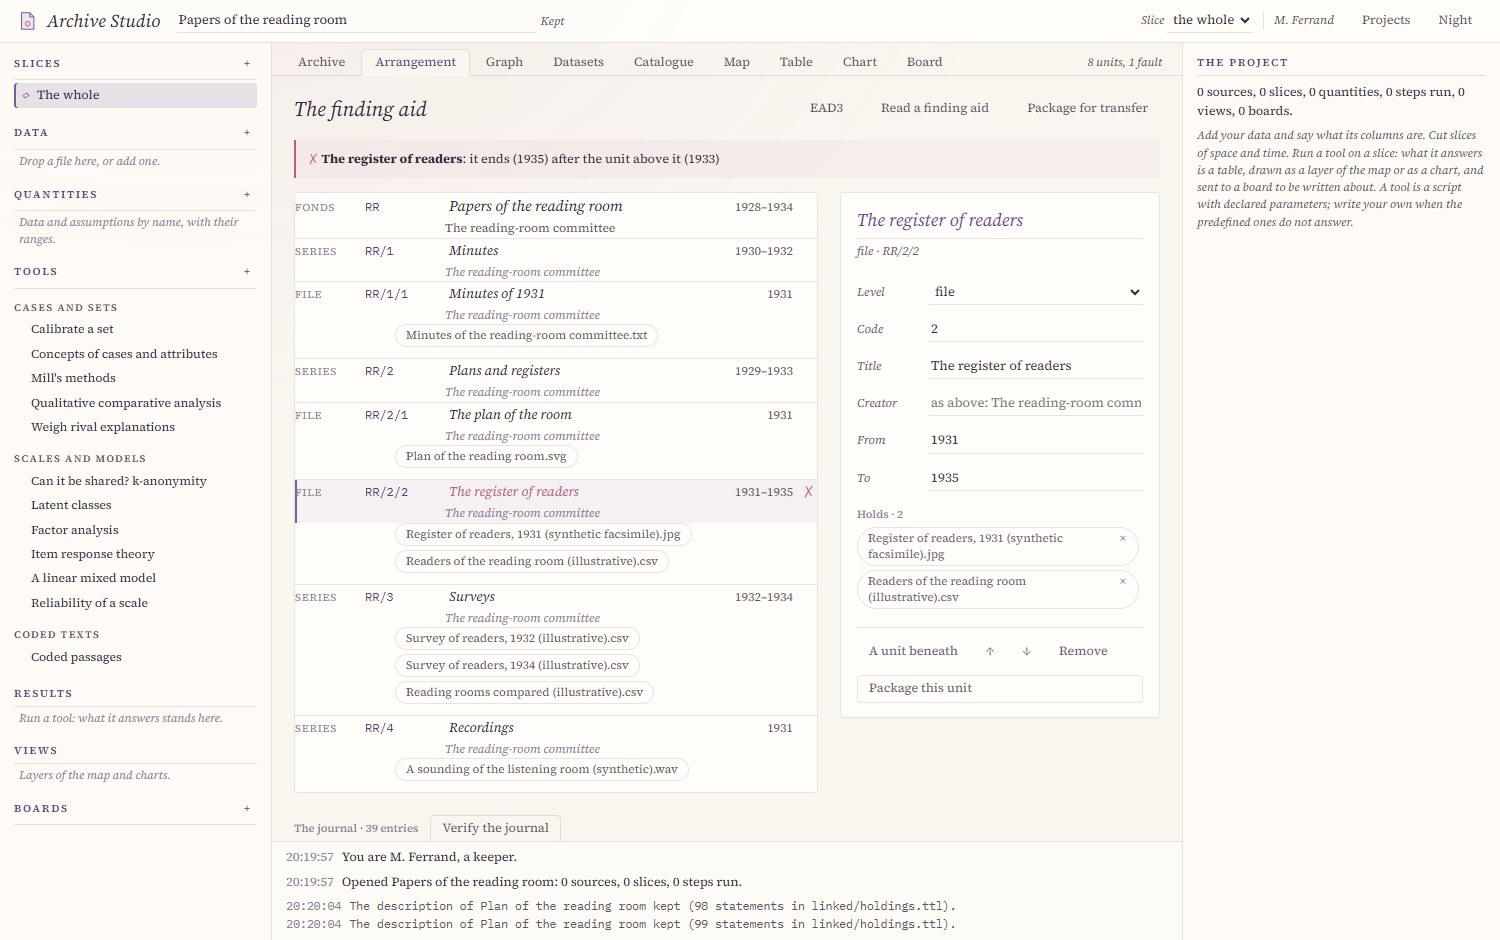 Archive Studio
Papers of the reading room
Kept
Slice the whole
M. Ferrand
Projects
Night
SLICES +
The whole
DATA +
Drop a file here, or add one.
QUANTITIES +
Data and assumptions by name, with their
ranges.
TOOLS +
CASES AND SETS
Calibrate a set
Concepts of cases and attributes
Mill's methods
Qualitative comparative analysis
Weigh rival explanations
SCALES AND MODELS
Can it be shared? k-anonymity
Latent classes
Factor analysis
Item response theory
A linear mixed model
Reliability of a scale
CODED TEXTS
Coded passages
RESULTS
Run a tool: what it answers stands here.
VIEWS
Layers of the map and charts.
BOARDS +
Archive Arrangement Graph Datasets Catalogue Map Table Chart Board 8 units, 1 fault
The finding aid
EAD3 Read a finding aid Package for transfer
✗ The register of readers: it ends (1935) after the unit above it (1933)
FONDS RR Papers of the reading room 1928–1934
The reading-room committee
SERIES RR/1 Minutes 1930–1932
The reading-room committee
FILE RR/1/1 Minutes of 1931 1931
The reading-room committee
Minutes of the reading-room committee.txt
SERIES RR/2 Plans and registers 1929–1933
The reading-room committee
FILE RR/2/1 The plan of the room 1931
The reading-room committee
Plan of the reading room.svg
FILE RR/2/2 The register of readers 1931–1935 ✗
The reading-room committee
Register of readers, 1931 (synthetic facsimile).jpg
Readers of the reading room (illustrative).csv
SERIES RR/3 Surveys 1932–1934
The reading-room committee
Survey of readers, 1932 (illustrative).csv
Survey of readers, 1934 (illustrative).csv
Reading rooms compared (illustrative).csv
SERIES RR/4 Recordings 1931
The reading-room committee
A sounding of the listening room (synthetic).wav
The register of readers
file · RR/2/2
Level file
Code 2
Title The register of readers
Creator as above: The reading-room comm
From 1931
To 1935
Holds · 2
Register of readers, 1931 (synthetic ×
facsimile).jpg
Readers of the reading room ×
(illustrative).csv
A unit beneath ↑ ↓ Remove
Package this unit
The journal · 39 entries Verify the journal
20:19:57 You are M. Ferrand, a keeper.
20:19:57 Opened Papers of the reading room: 0 sources, 0 slices, 0 steps run.
20:20:04 The description of Plan of the reading room kept (98 statements in linked/holdings.ttl).
20:20:04 The description of Plan of the reading room kept (99 statements in linked/holdings.ttl).
THE PROJECT
0 sources, 0 slices, 0 quantities, 0 steps run, 0
views, 0 boards.
Add your data and say what its columns are. Cut slices
of space and time. Run a tool on a slice: what it answers
is a table, drawn as a layer of the map or as a chart, and
sent to a board to be written about. A tool is a script
with declared parameters; write your own when the
predefined ones do not answer.